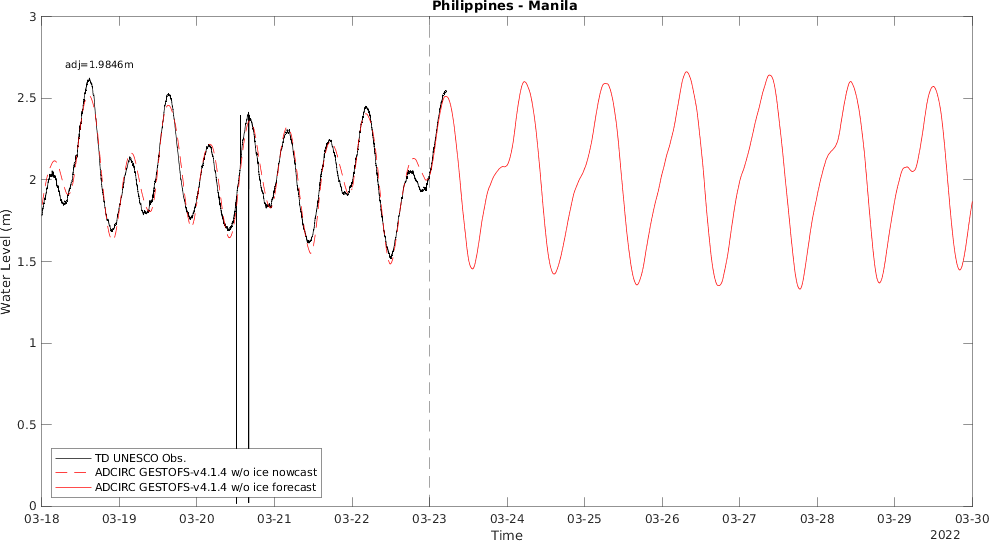 Philippines - Manila
adj=1.9846m
Water Level (m)
3
2.5
2
1.5
1
0.5
0
TD UNESCO Obs.
ADCIRC GESTOFS-v4.1.4 w/o ice nowcast
ADCIRC GESTOFS-v4.1.4 w/o ice forecast
03-18 03-19 03-20 03-21 03-22 03-23 03-24 03-25 03-26 03-27 03-28 03-29 03-30
Time
2022